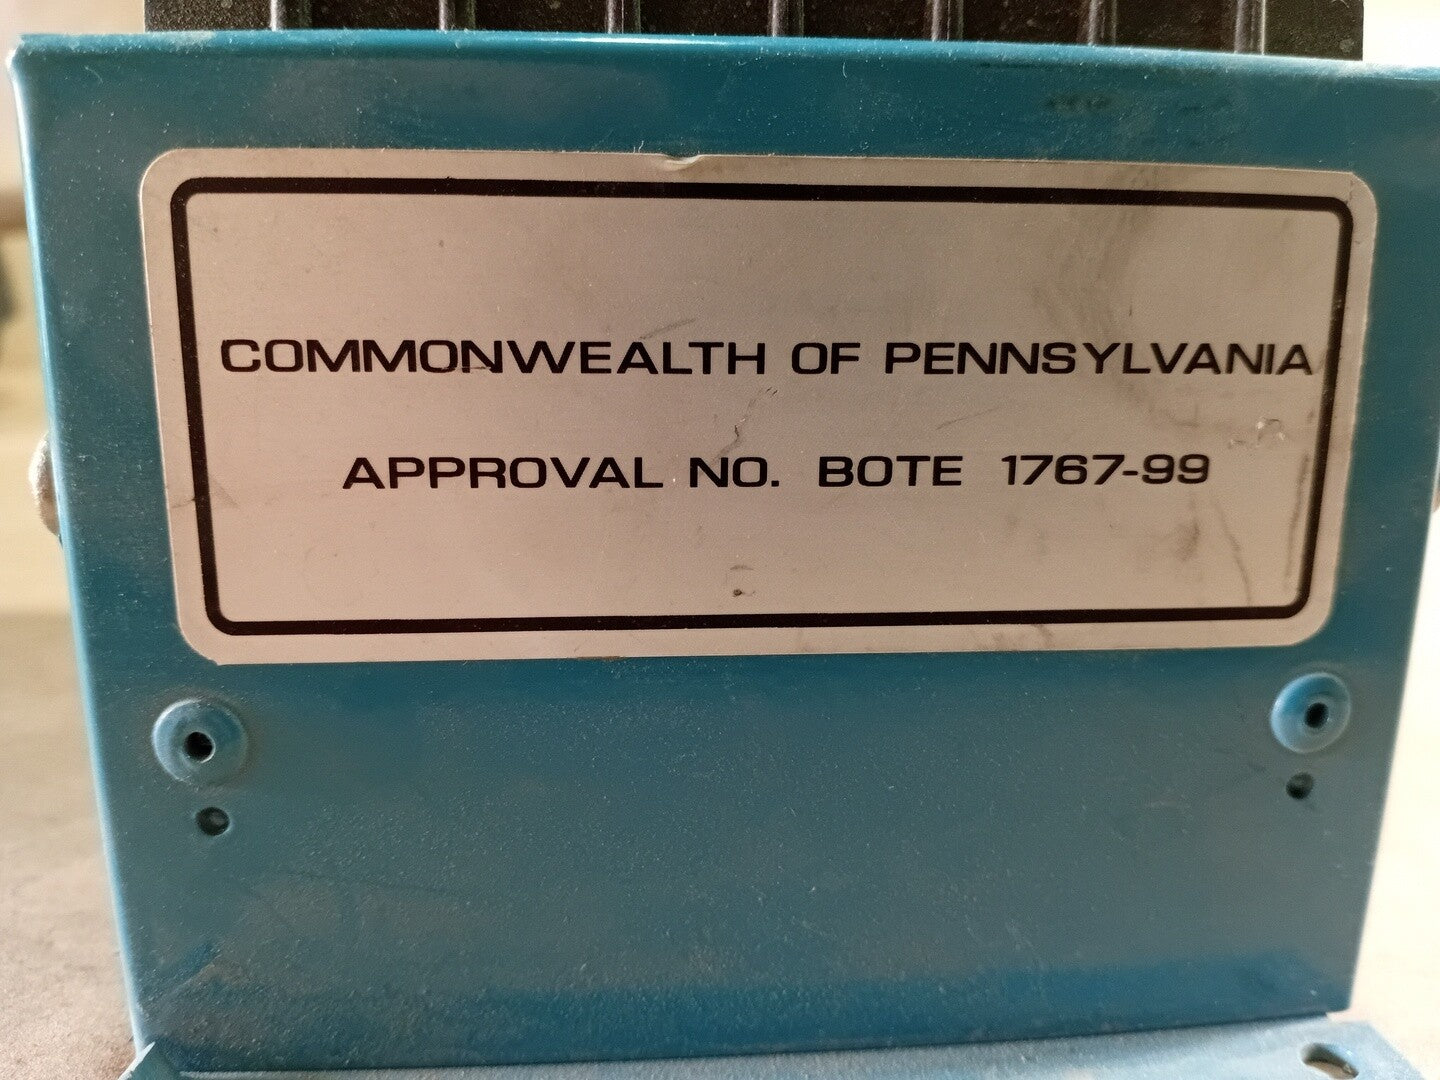 COMMONWEALTH OF PENNSYLVANIA
APPROVAL NO. BOTE 1767-99